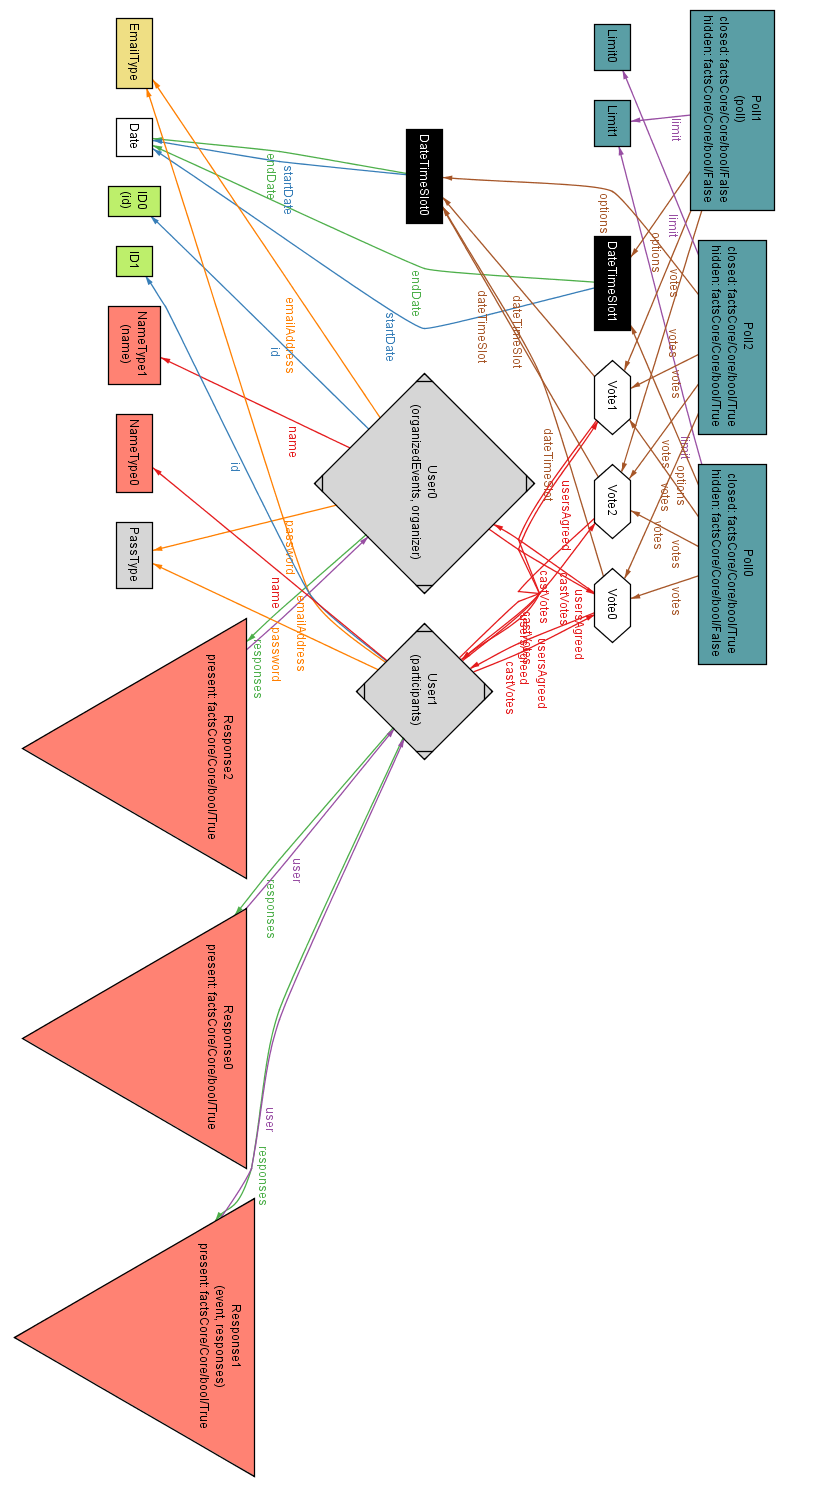 Poll1
(poll)
closed: factsCore/Core/bool/False
hidden: factsCore/Core/bool/False
Poll2
closed: factsCore/Core/bool/True
hidden: factsCore/Core/bool/True
Poll0
closed: factsCore/Core/bool/True
hidden: factsCore/Core/bool/False
limit
limit
limit
votes
votes
votes
votes
votes
votes
votes
votes
options
options
options
Limit0
Limit1
DateTimeSlot1
Vote1
Vote2
Vote0
usersAgreed
usersAgreed
usersAgreed
usersAgreed
castVotes
castVotes
castVotes
castVotes
dateTimeSlot
dateTimeSlot
dateTimeSlot
DateTimeSlot0
User0
(organizedEvents, organizer)
User1
(participants)
endDate
startDate
startDate
endDate
emailAddress
id
name
id
password
name
emailAddress
password
responses
user
responses
user
responses
EmailType
Date
ID0
(id)
ID1
NameType1
(name)
NameType0
PassType
Response2
present: factsCore/Core/bool/True
Response0
present: factsCore/Core/bool/True
Response1
(event, responses)
present: factsCore/Core/bool/True